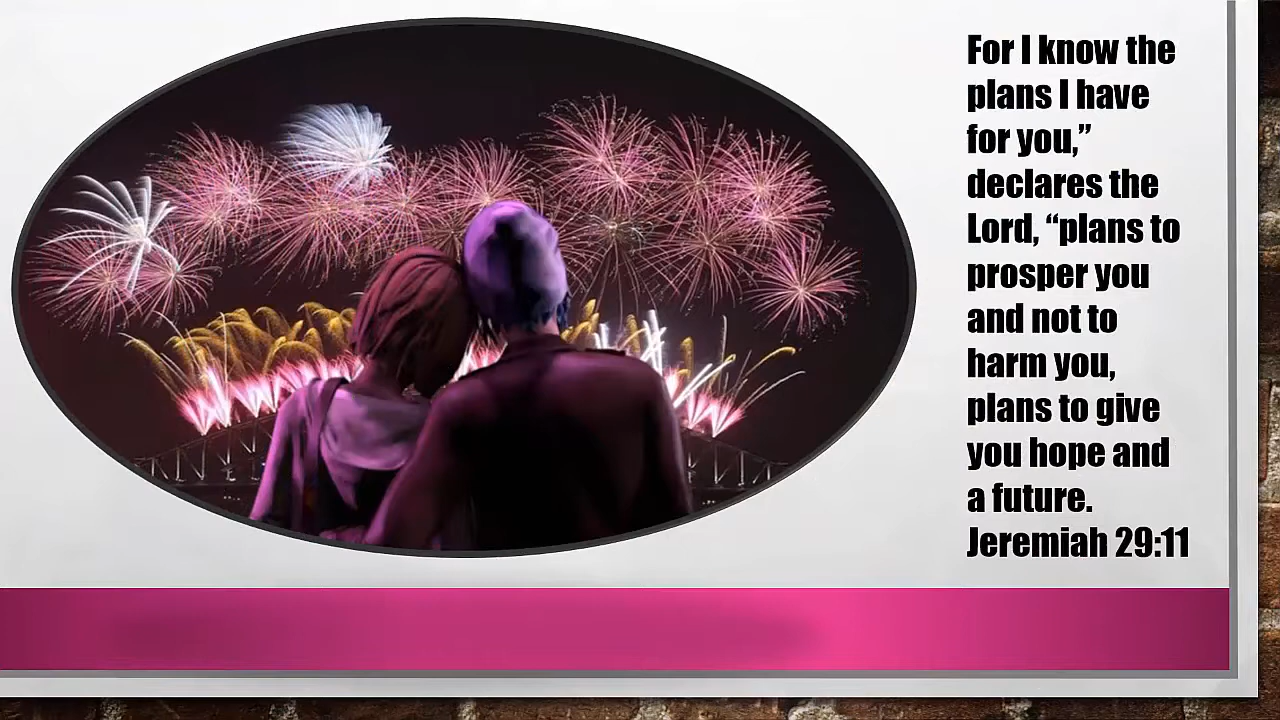 For I know the
plans I have
for you,”
declares the
Lord, “plans to
prosper you
and not to
harm you,
plans to give
you hope and
a future.
Jeremiah 29:11